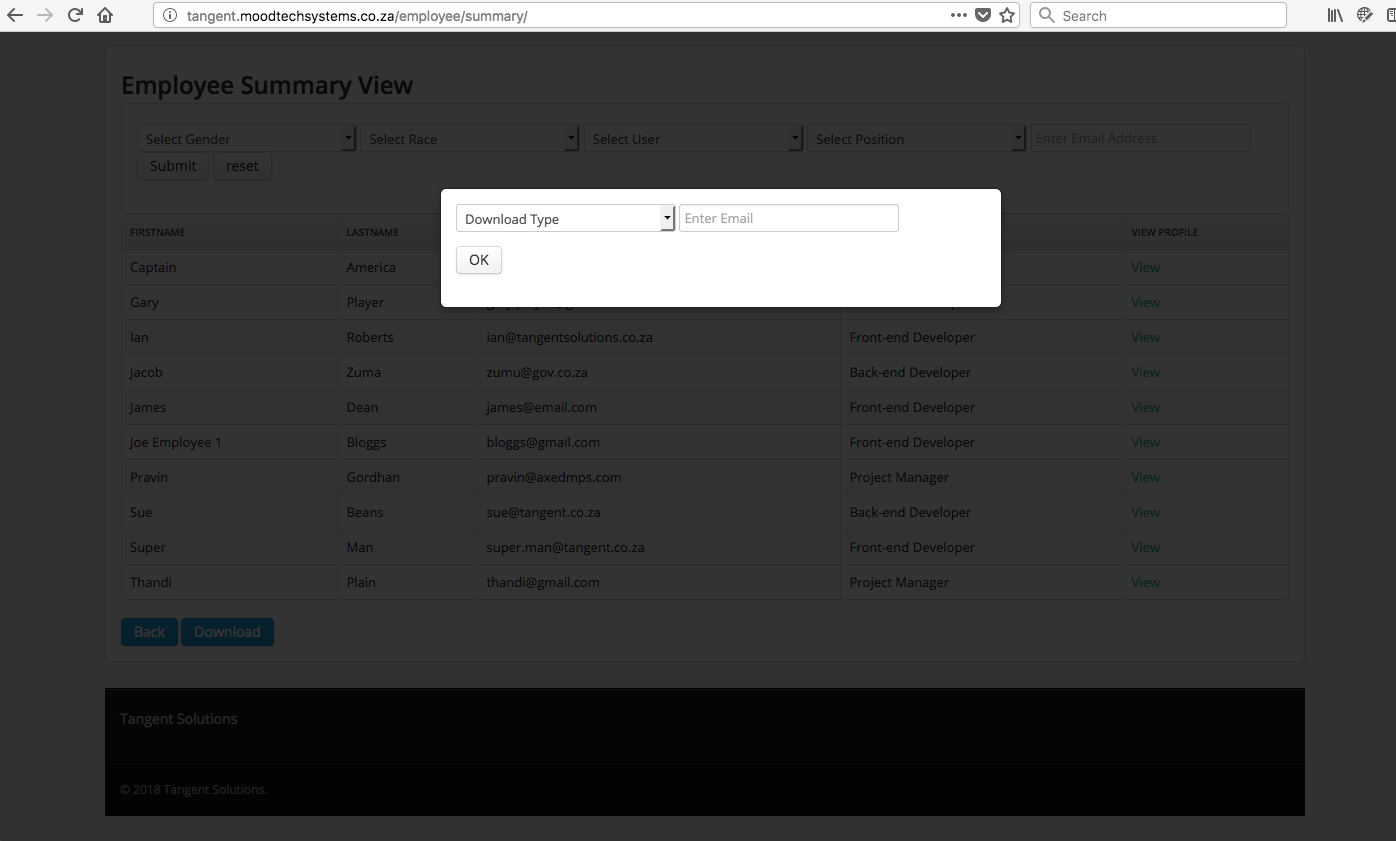 tangent.moodtechsystems.co.za/employee/summary/
Search
Employee Summary View
Select Gender Select Race Select User Select Position Enter Email Address
Submit reset
Download Type Enter Email
OK
FIRSTNAME LASTNAME VIEW PROFILE
Captain America View
Gary Player View
Ian Roberts ian@tangentsolutions.co.za Front-end Developer View
Jacob Zuma zumu@gov.co.za Back-end Developer View
James Dean james@email.com Front-end Developer View
Joe Employee 1 Bloggs bloggs@gmail.com Front-end Developer View
Pravin Gordhan pravin@axedmps.com Project Manager View
Sue Beans sue@tangent.co.za Back-end Developer View
Super Man super.man@tangent.co.za Front-end Developer View
Thandi Plain thandi@gmail.com Project Manager View
Back Download
Tangent Solutions
© 2018 Tangent Solutions.